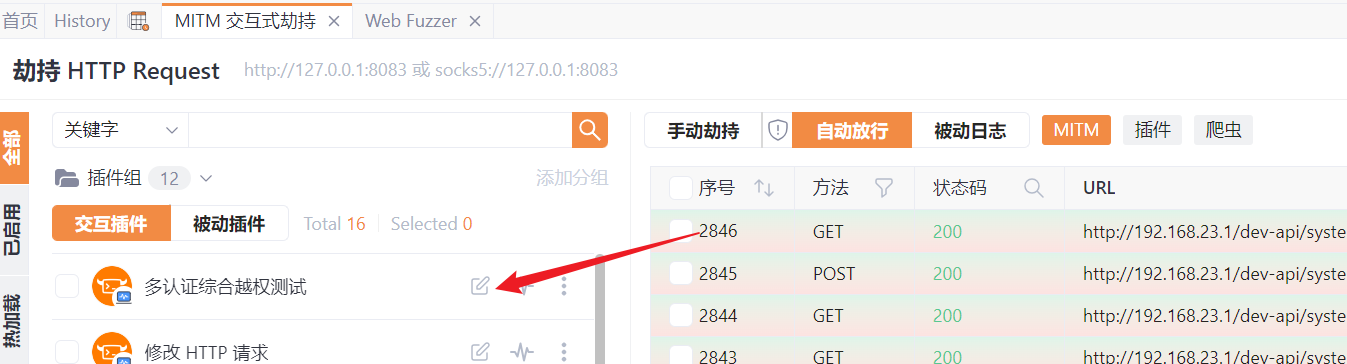 首页 History MITM 交互式劫持 × Web Fuzzer ×
劫持 HTTP Request http://127.0.0.1:8083 或 socks5://127.0.0.1:8083
全部
已启用
热加载
关键字
插件组 12 添加分组
交互插件 被动插件 Total 16 Selected 0
多认证综合越权测试
修改 HTTP 请求
手动劫持 自动放行 被动日志 MITM 插件 爬虫
序号 方法 状态码 URL
2846 GET 200 http://192.168.23.1/dev-api/syste
2845 POST 200 http://192.168.23.1/dev-api/syste
2844 GET 200 http://192.168.23.1/dev-api/syste
2843 GET 200 http://192.168.23.1/dev-api/syste